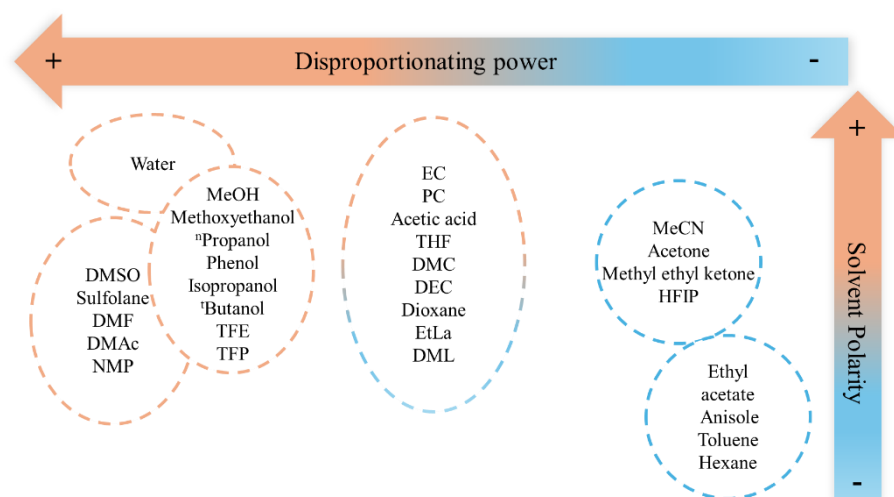 + Disproportionating power -
Water
MeOH
Methoxyethanol
ⁿPropanol
Phenol
Isopropanol
ᵗButanol
TFE
TFP
DMSO
Sulfolane
DMF
DMAc
NMP
EC
PC
Acetic acid
THF
DMC
DEC
Dioxane
EtLa
DML
MeCN
Acetone
Methyl ethyl ketone
HFIP
Ethyl
acetate
Anisole
Toluene
Hexane
+
Solvent Polarity
-